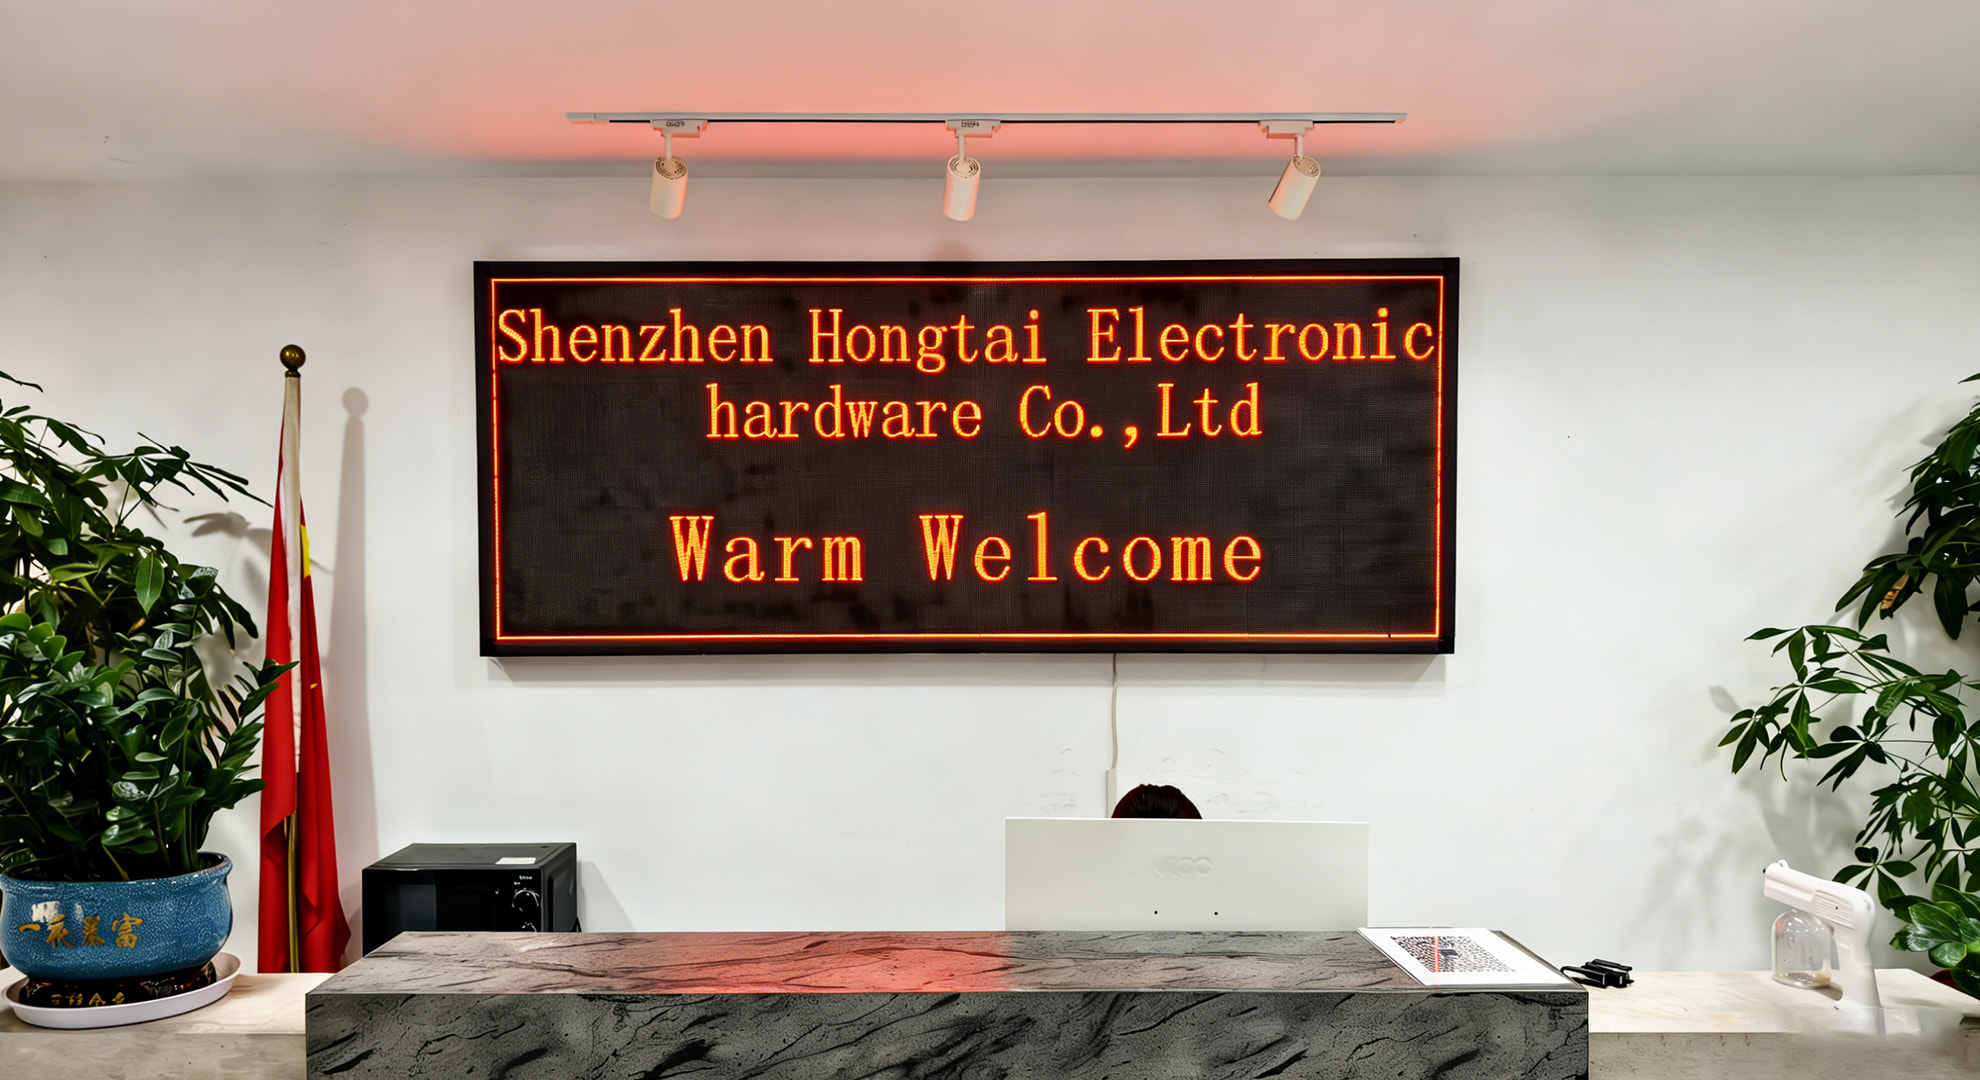 Shenzhen Hongtai Electronic
hardware Co.,Ltd
Warm Welcome